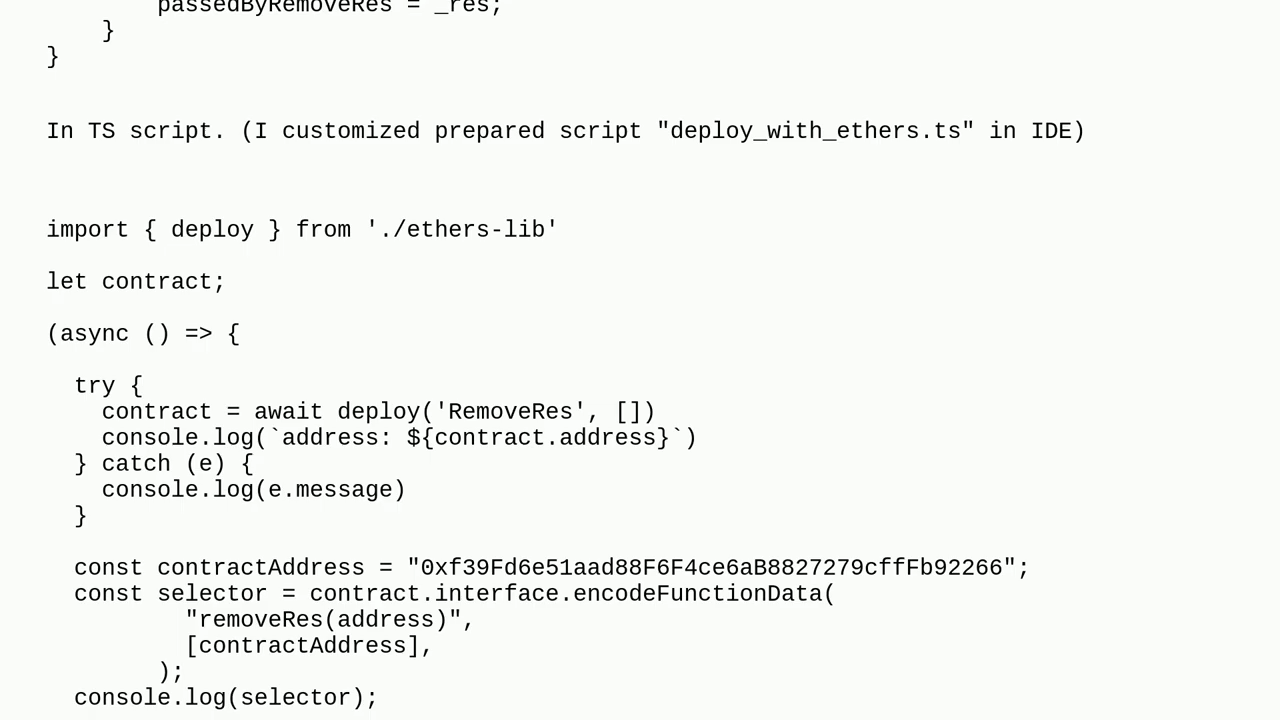 passedByRemoveRes = _res;
}
}
In TS script. (I customized prepared script "deploy_with_ethers.ts" in IDE)
import { deploy } from './ethers-lib'
let contract;
(async () => {
try {
contract = await deploy('RemoveRes', [])
console.log(`address: ${contract.address}`)
} catch (e) {
console.log(e.message)
}
const contractAddress = "0xf39Fd6e51aad88F6F4ce6aB8827279cffFb92266";
const selector = contract.interface.encodeFunctionData(
"removeRes(address)",
[contractAddress],
);
console.log(selector);